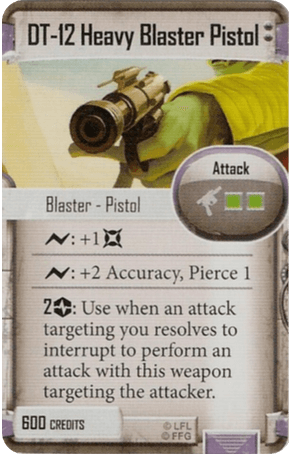 DT-12 Heavy Blaster Pistol
Attack
Blaster - Pistol
: +1
: +2 Accuracy, Pierce 1
2: Use when an attack
targeting you resolves to
interrupt to perform an
attack with this weapon
targeting the attacker.
600 CREDITS
© LFL
© FFG